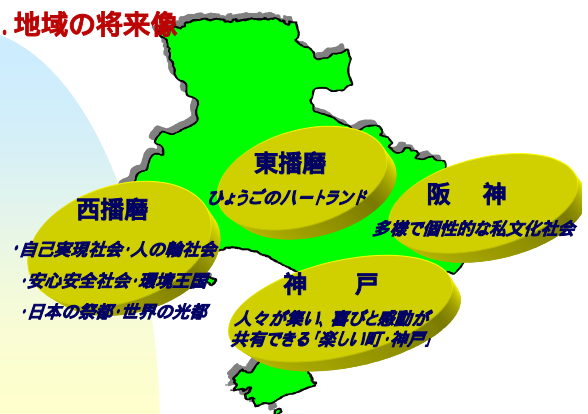 ．地域の将来像
東播磨
ひょうごのハートランド
阪　神
多様で個性的な私文化社会
西播磨
・自己実現社会・人の輪社会
・安心安全社会・環境王国
・日本の祭都・世界の光都
神　戸
人々が集い、喜びと感動が
共有できる「楽しい町・神戸」